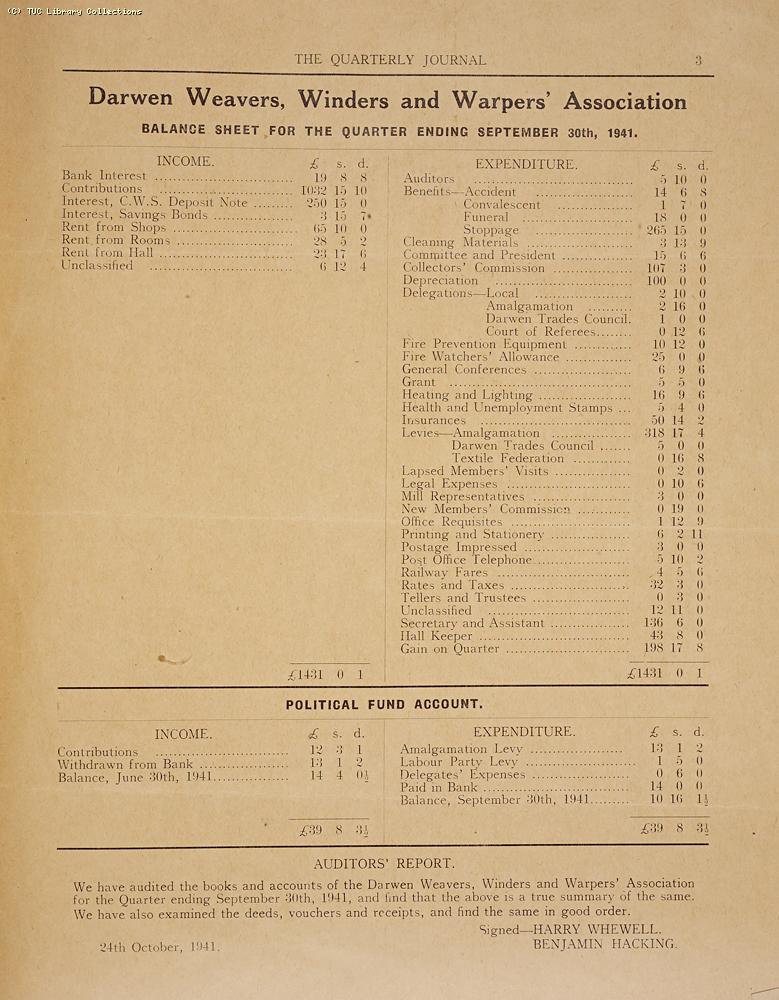 (C) TUC Library Collections
THE QUARTERLY JOURNAL 3
Darwen Weavers, Winders and Warpers' Association
BALANCE SHEET FOR THE QUARTER ENDING SEPTEMBER 30th, 1941.
INCOME. £ s. d.
Bank Interest 19 8 8
Contributions 1032 15 10
Interest, C.W.S. Deposit Note 250 15 0
Interest, Savings Bonds 3 15 7
Rent from Shops 65 10 0
Rent from Rooms 28 5 2
Rent from Hall 23 17 6
Unclassified 6 12 4
£1431 0 1
EXPENDITURE. £ s. d.
Auditors 5 10 0
Benefits—Accident 14 6 8
Convalescent 1 7 0
Funeral 18 0 0
Stoppage 265 15 0
Cleaning Materials 3 13 9
Committee and President 15 6 6
Collectors' Commission 107 3 0
Depreciation 100 0 0
Delegations—Local 2 10 0
Amalgamation 2 16 0
Darwen Trades Council. 1 0 0
Court of Referees 0 12 6
Fire Prevention Equipment 10 12 0
Fire Watchers' Allowance 25 0 0
General Conferences 6 9 6
Grant 5 5 0
Heating and Lighting 16 9 6
Health and Unemployment Stamps 5 4 0
Insurances 50 14 2
Levies—Amalgamation 318 17 4
Darwen Trades Council 5 0 0
Textile Federation 0 16 8
Lapsed Members' Visits 0 2 0
Legal Expenses 0 10 6
Mill Representatives 3 0 0
New Members' Commission 0 19 0
Office Requisites 1 12 9
Printing and Stationery 6 2 11
Postage Impressed 3 0 0
Post Office Telephone 5 10 2
Railway Fares 4 5 6
Rates and Taxes 32 3 0
Tellers and Trustees 0 3 0
Unclassified 12 11 0
Secretary and Assistant 136 6 0
Hall Keeper 43 8 0
Gain on Quarter 198 17 8
£1431 0 1
POLITICAL FUND ACCOUNT.
INCOME. £ s. d.
Contributions 12 3 1
Withdrawn from Bank 13 1 2
Balance, June 30th, 1941 14 4 0½
£39 8 3½
EXPENDITURE. £ s. d.
Amalgamation Levy 13 1 2
Labour Party Levy 1 5 0
Delegates' Expenses 0 6 0
Paid in Bank 14 0 0
Balance, September 30th, 1941 10 16 1½
£39 8 3½
AUDITORS' REPORT.
We have audited the books and accounts of the Darwen Weavers, Winders and Warpers' Association
for the Quarter ending September 30th, 1941, and find that the above is a true summary of the same.
We have also examined the deeds, vouchers and receipts, and find the same in good order.
Signed—HARRY WHEWELL.
24th October, 1941. BENJAMIN HACKING.